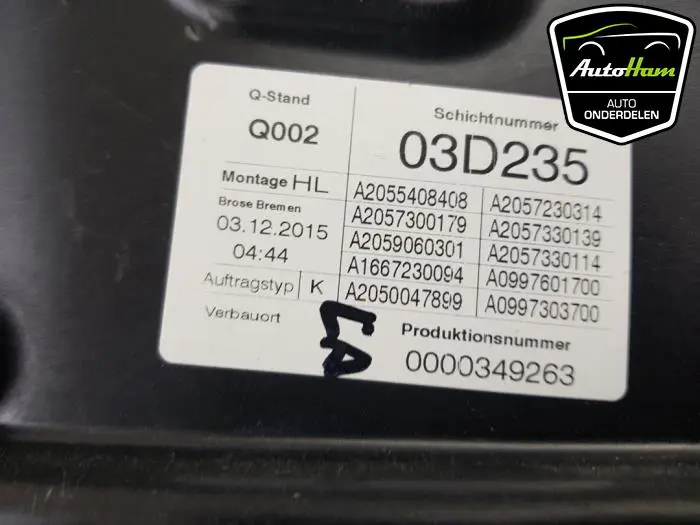 AutoHam
AUTO
ONDERDELEN
Q-Stand
Q002
Schichtnummer
03D235
Montage HL
Brose Bremen
03.12.2015
04:44
Auftragstyp K
Verbauort
A2055408408 A2057230314
A2057300179 A2057330139
A2059060301 A2057330114
A1667230094 A0997601700
A2050047899 A0997303700
Produktionsnummer
0000349263